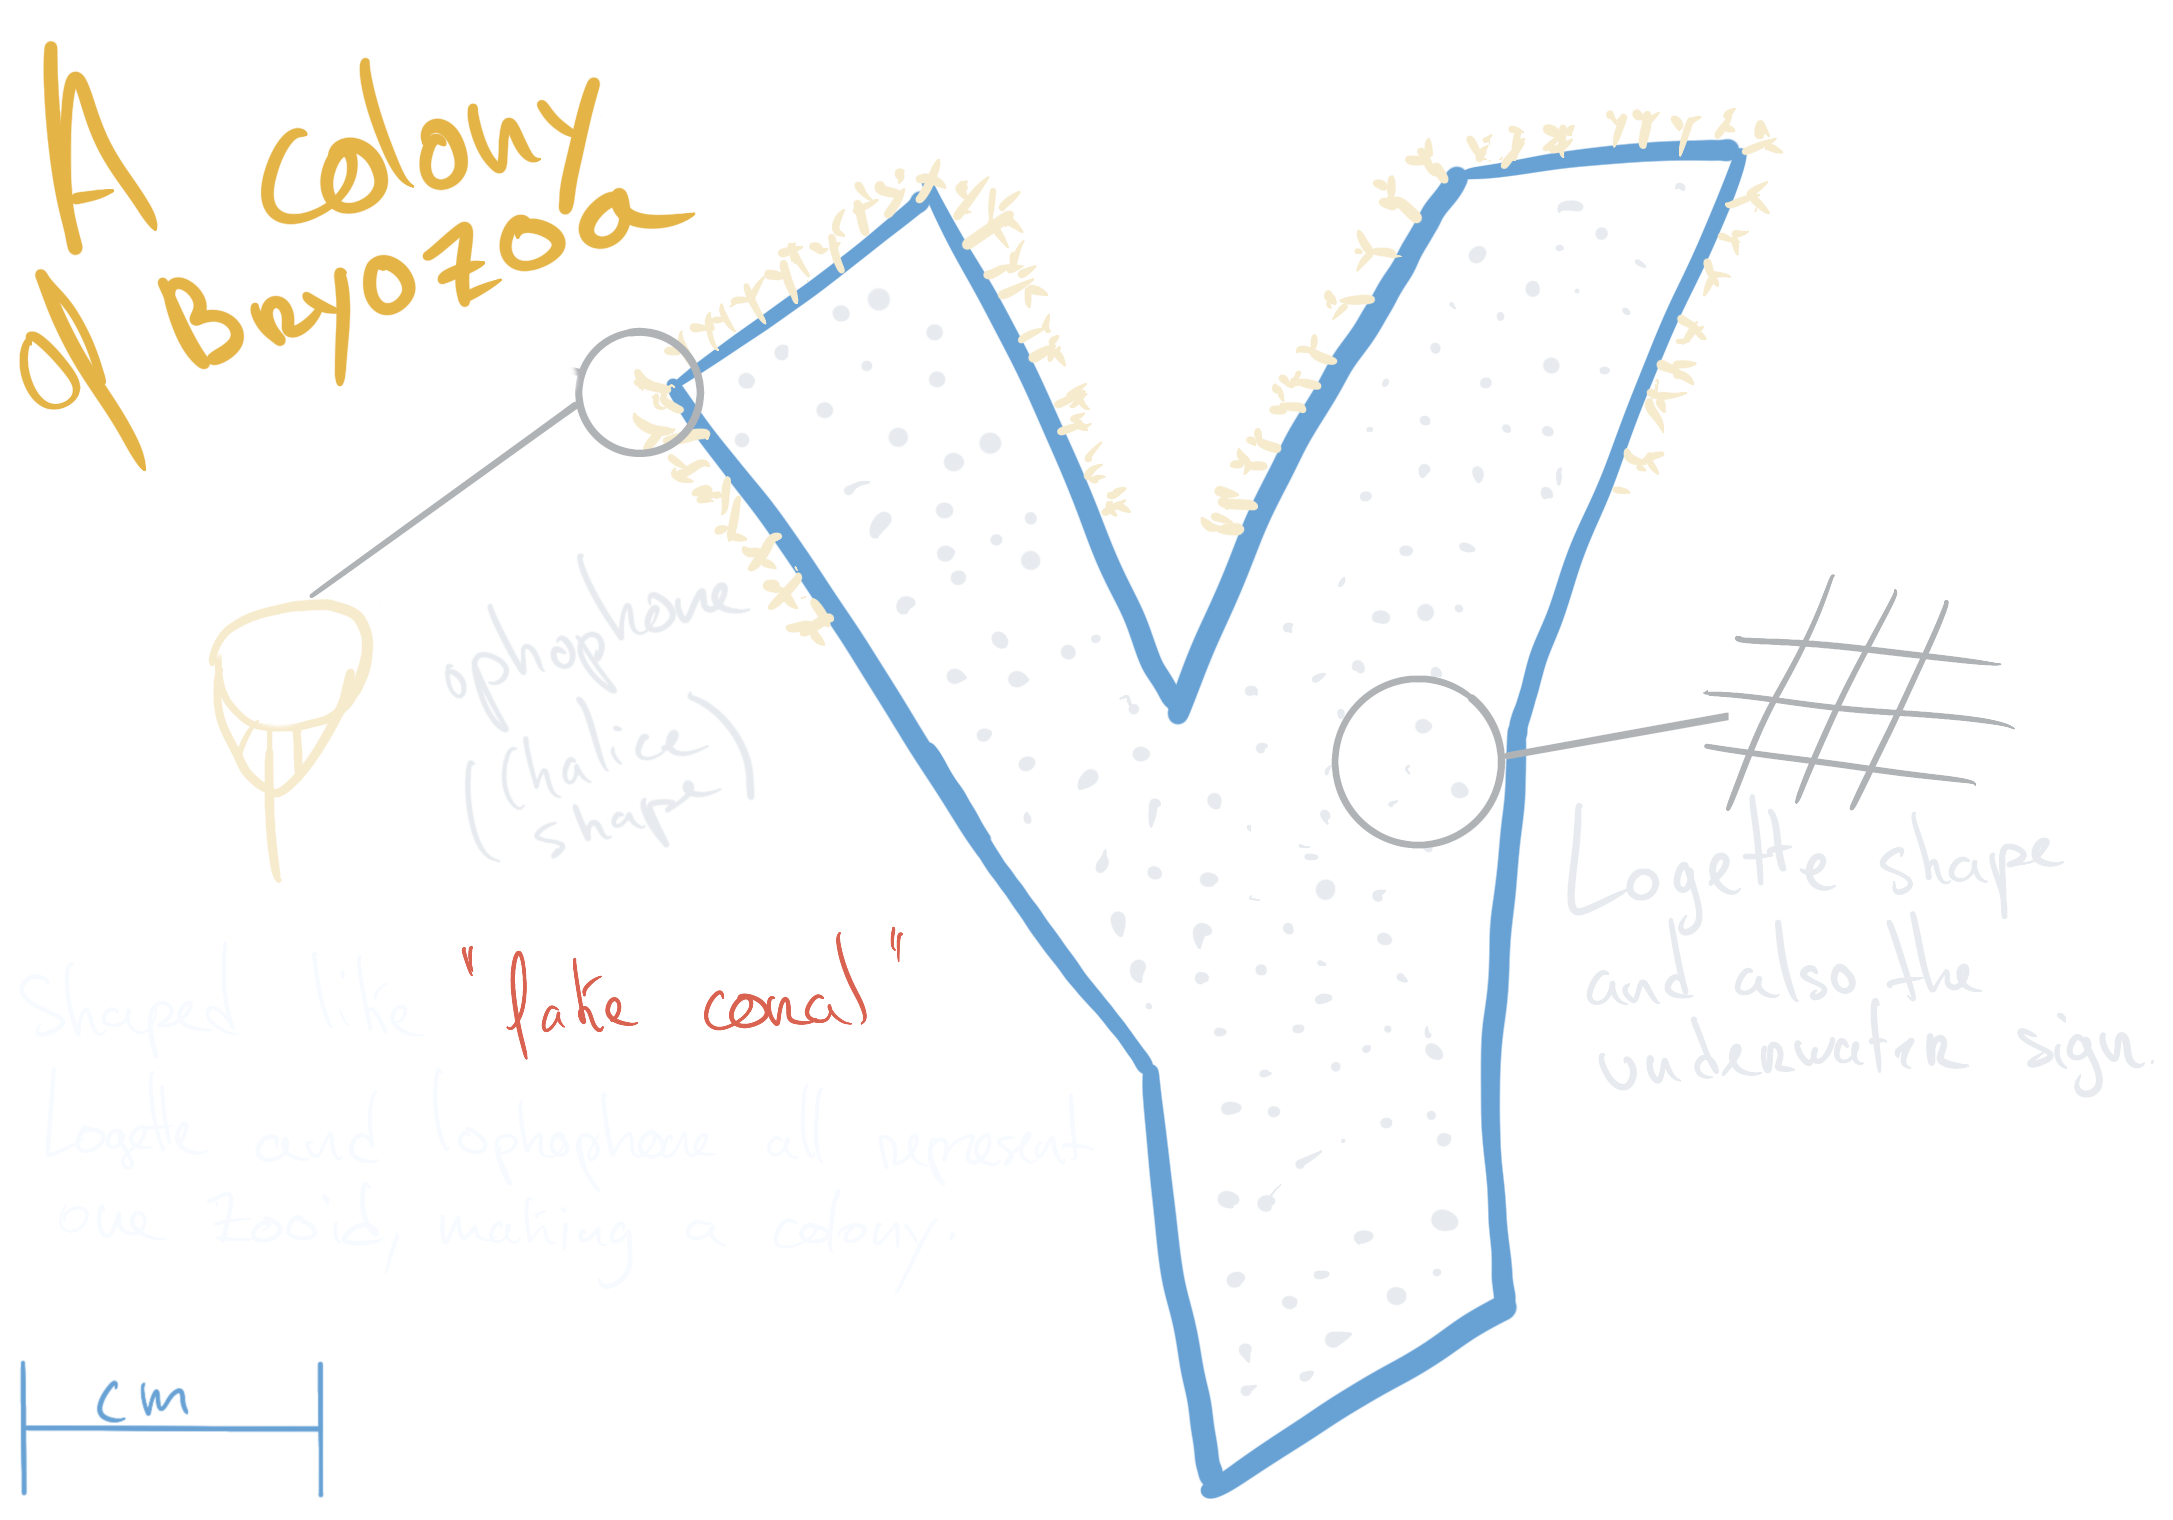 A colony
of Bryozoa
lophophore
(Chalice
shape)
Logette shape
and also the
underwater sign.
Shaped like "fake coral"
Logette and lophophore all represent
one Zooid, making a colony.
cm